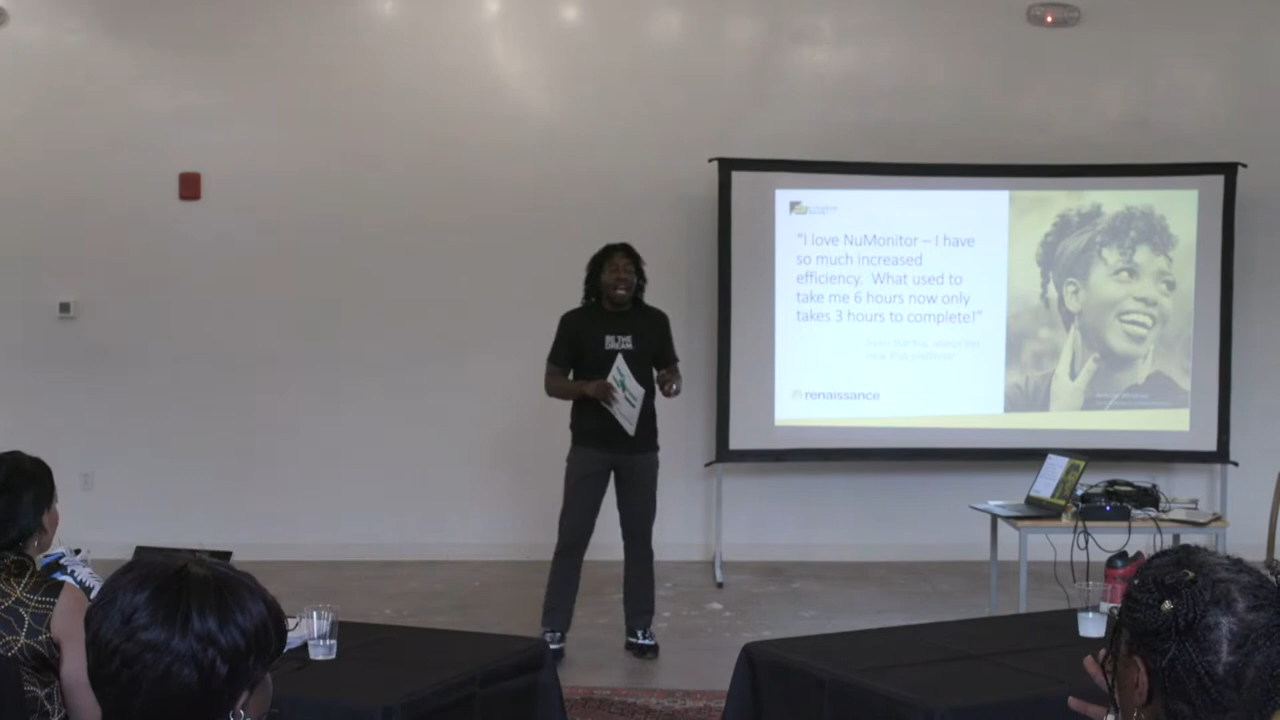 BE THE
DREAM.
“I love NuMonitor – I have
so much increased
efficiency. What used to
take me 6 hours now only
takes 3 hours to complete!”
renaissance